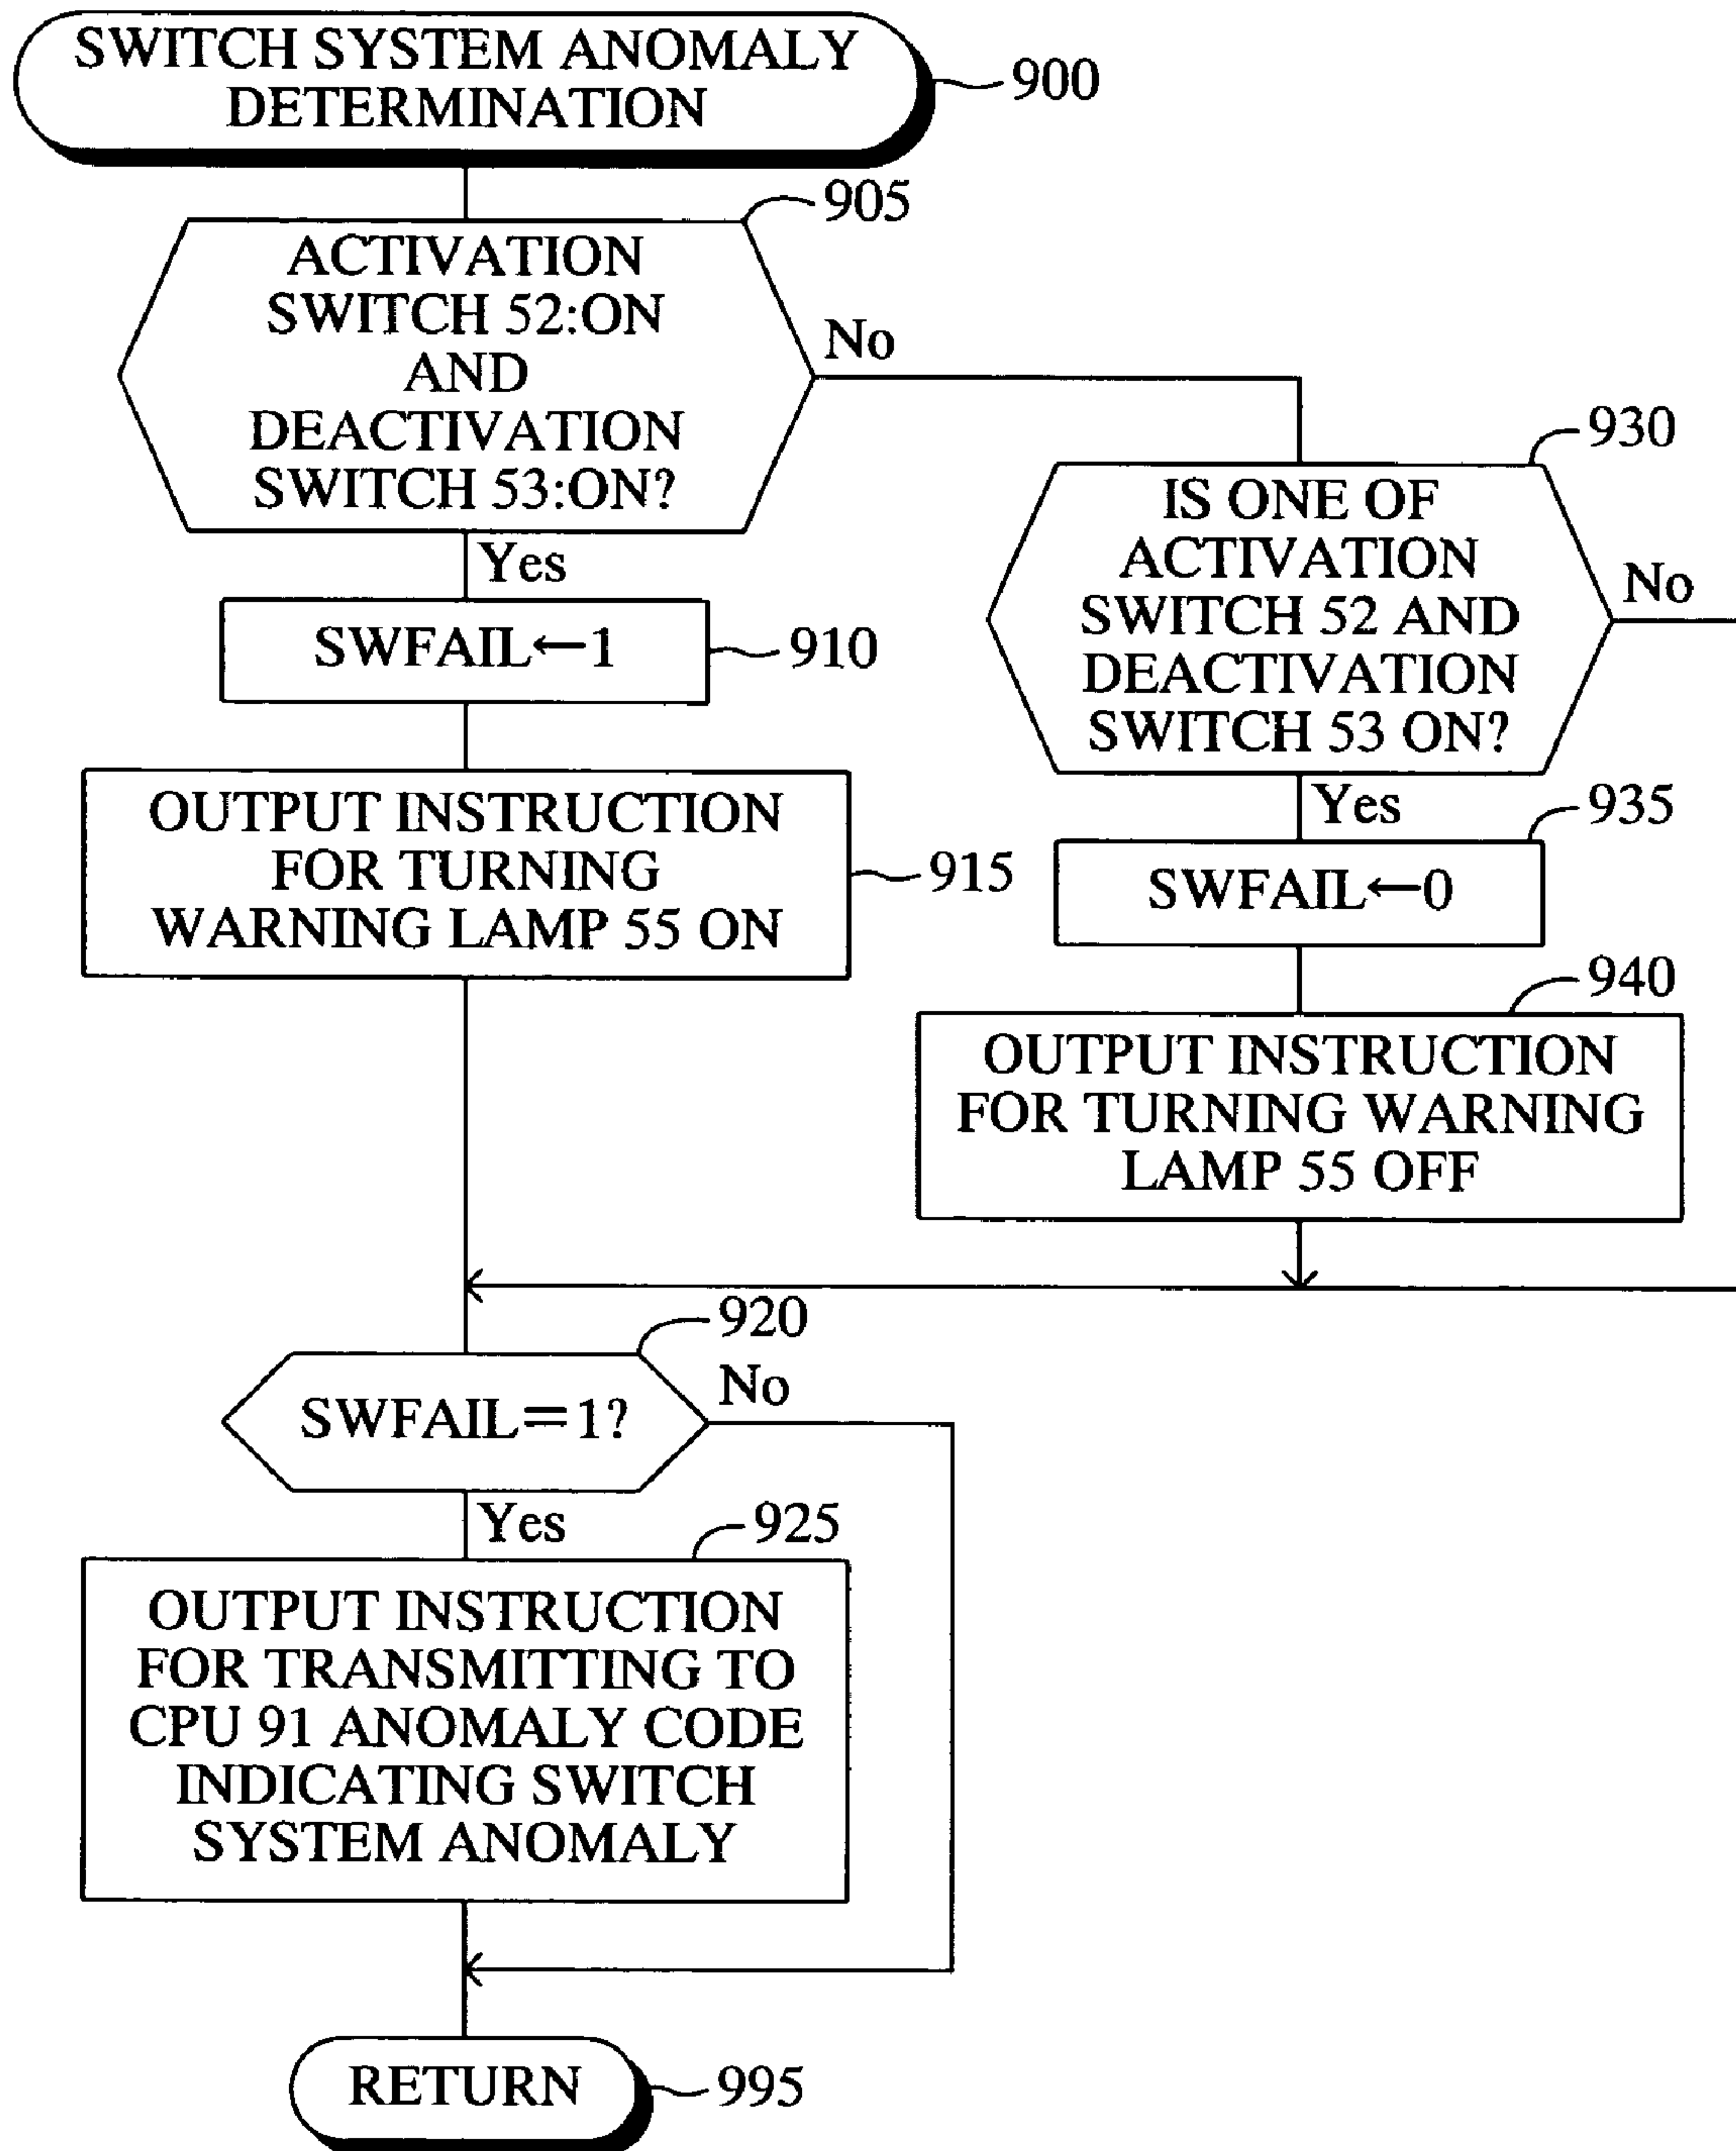 SWITCH SYSTEM ANOMALY
DETERMINATION
900
905
ACTIVATION
SWITCH 52:ON
AND
DEACTIVATION
SWITCH 53:ON?
No
Yes
SWFAIL←1
910
OUTPUT INSTRUCTION
FOR TURNING
WARNING LAMP 55 ON
915
930
IS ONE OF
ACTIVATION
SWITCH 52 AND
DEACTIVATION
SWITCH 53 ON?
No
Yes
935
SWFAIL←0
940
OUTPUT INSTRUCTION
FOR TURNING WARNING
LAMP 55 OFF
920
SWFAIL=1?
No
Yes
925
OUTPUT INSTRUCTION
FOR TRANSMITTING TO
CPU 91 ANOMALY CODE
INDICATING SWITCH
SYSTEM ANOMALY
RETURN
995